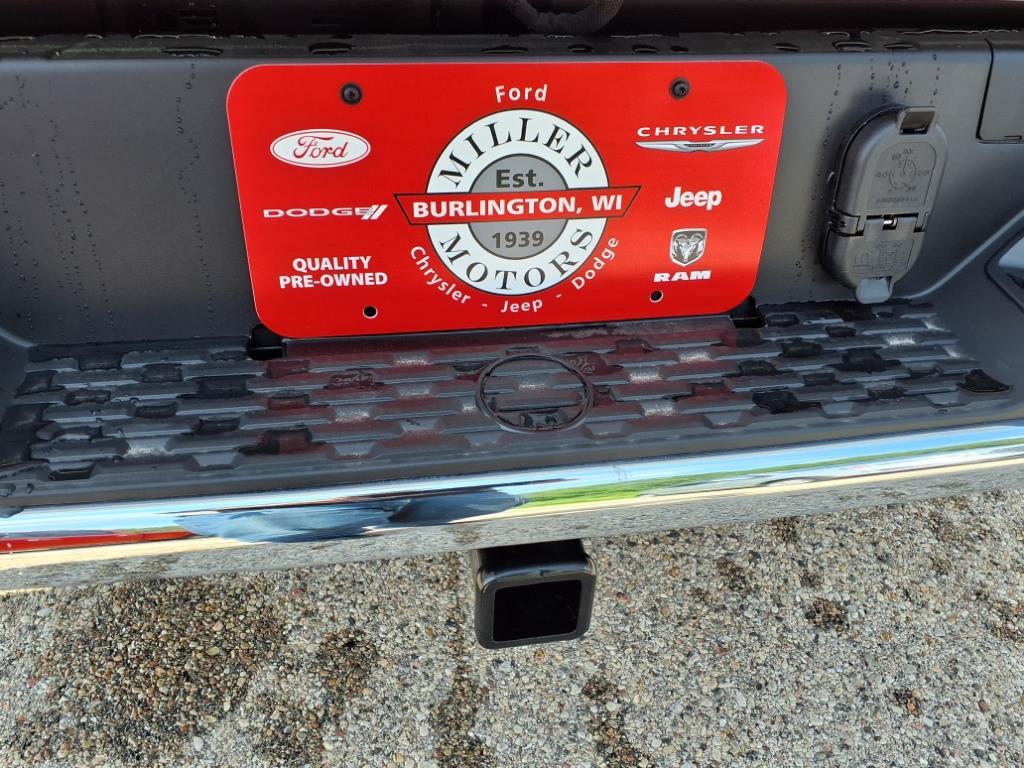 Ford
MILLER
MOTORS
Est.
BURLINGTON, WI
1939
Chrysler - Jeep - Dodge
Ford
DODGE
QUALITY
PRE-OWNED
CHRYSLER
Jeep
RAM